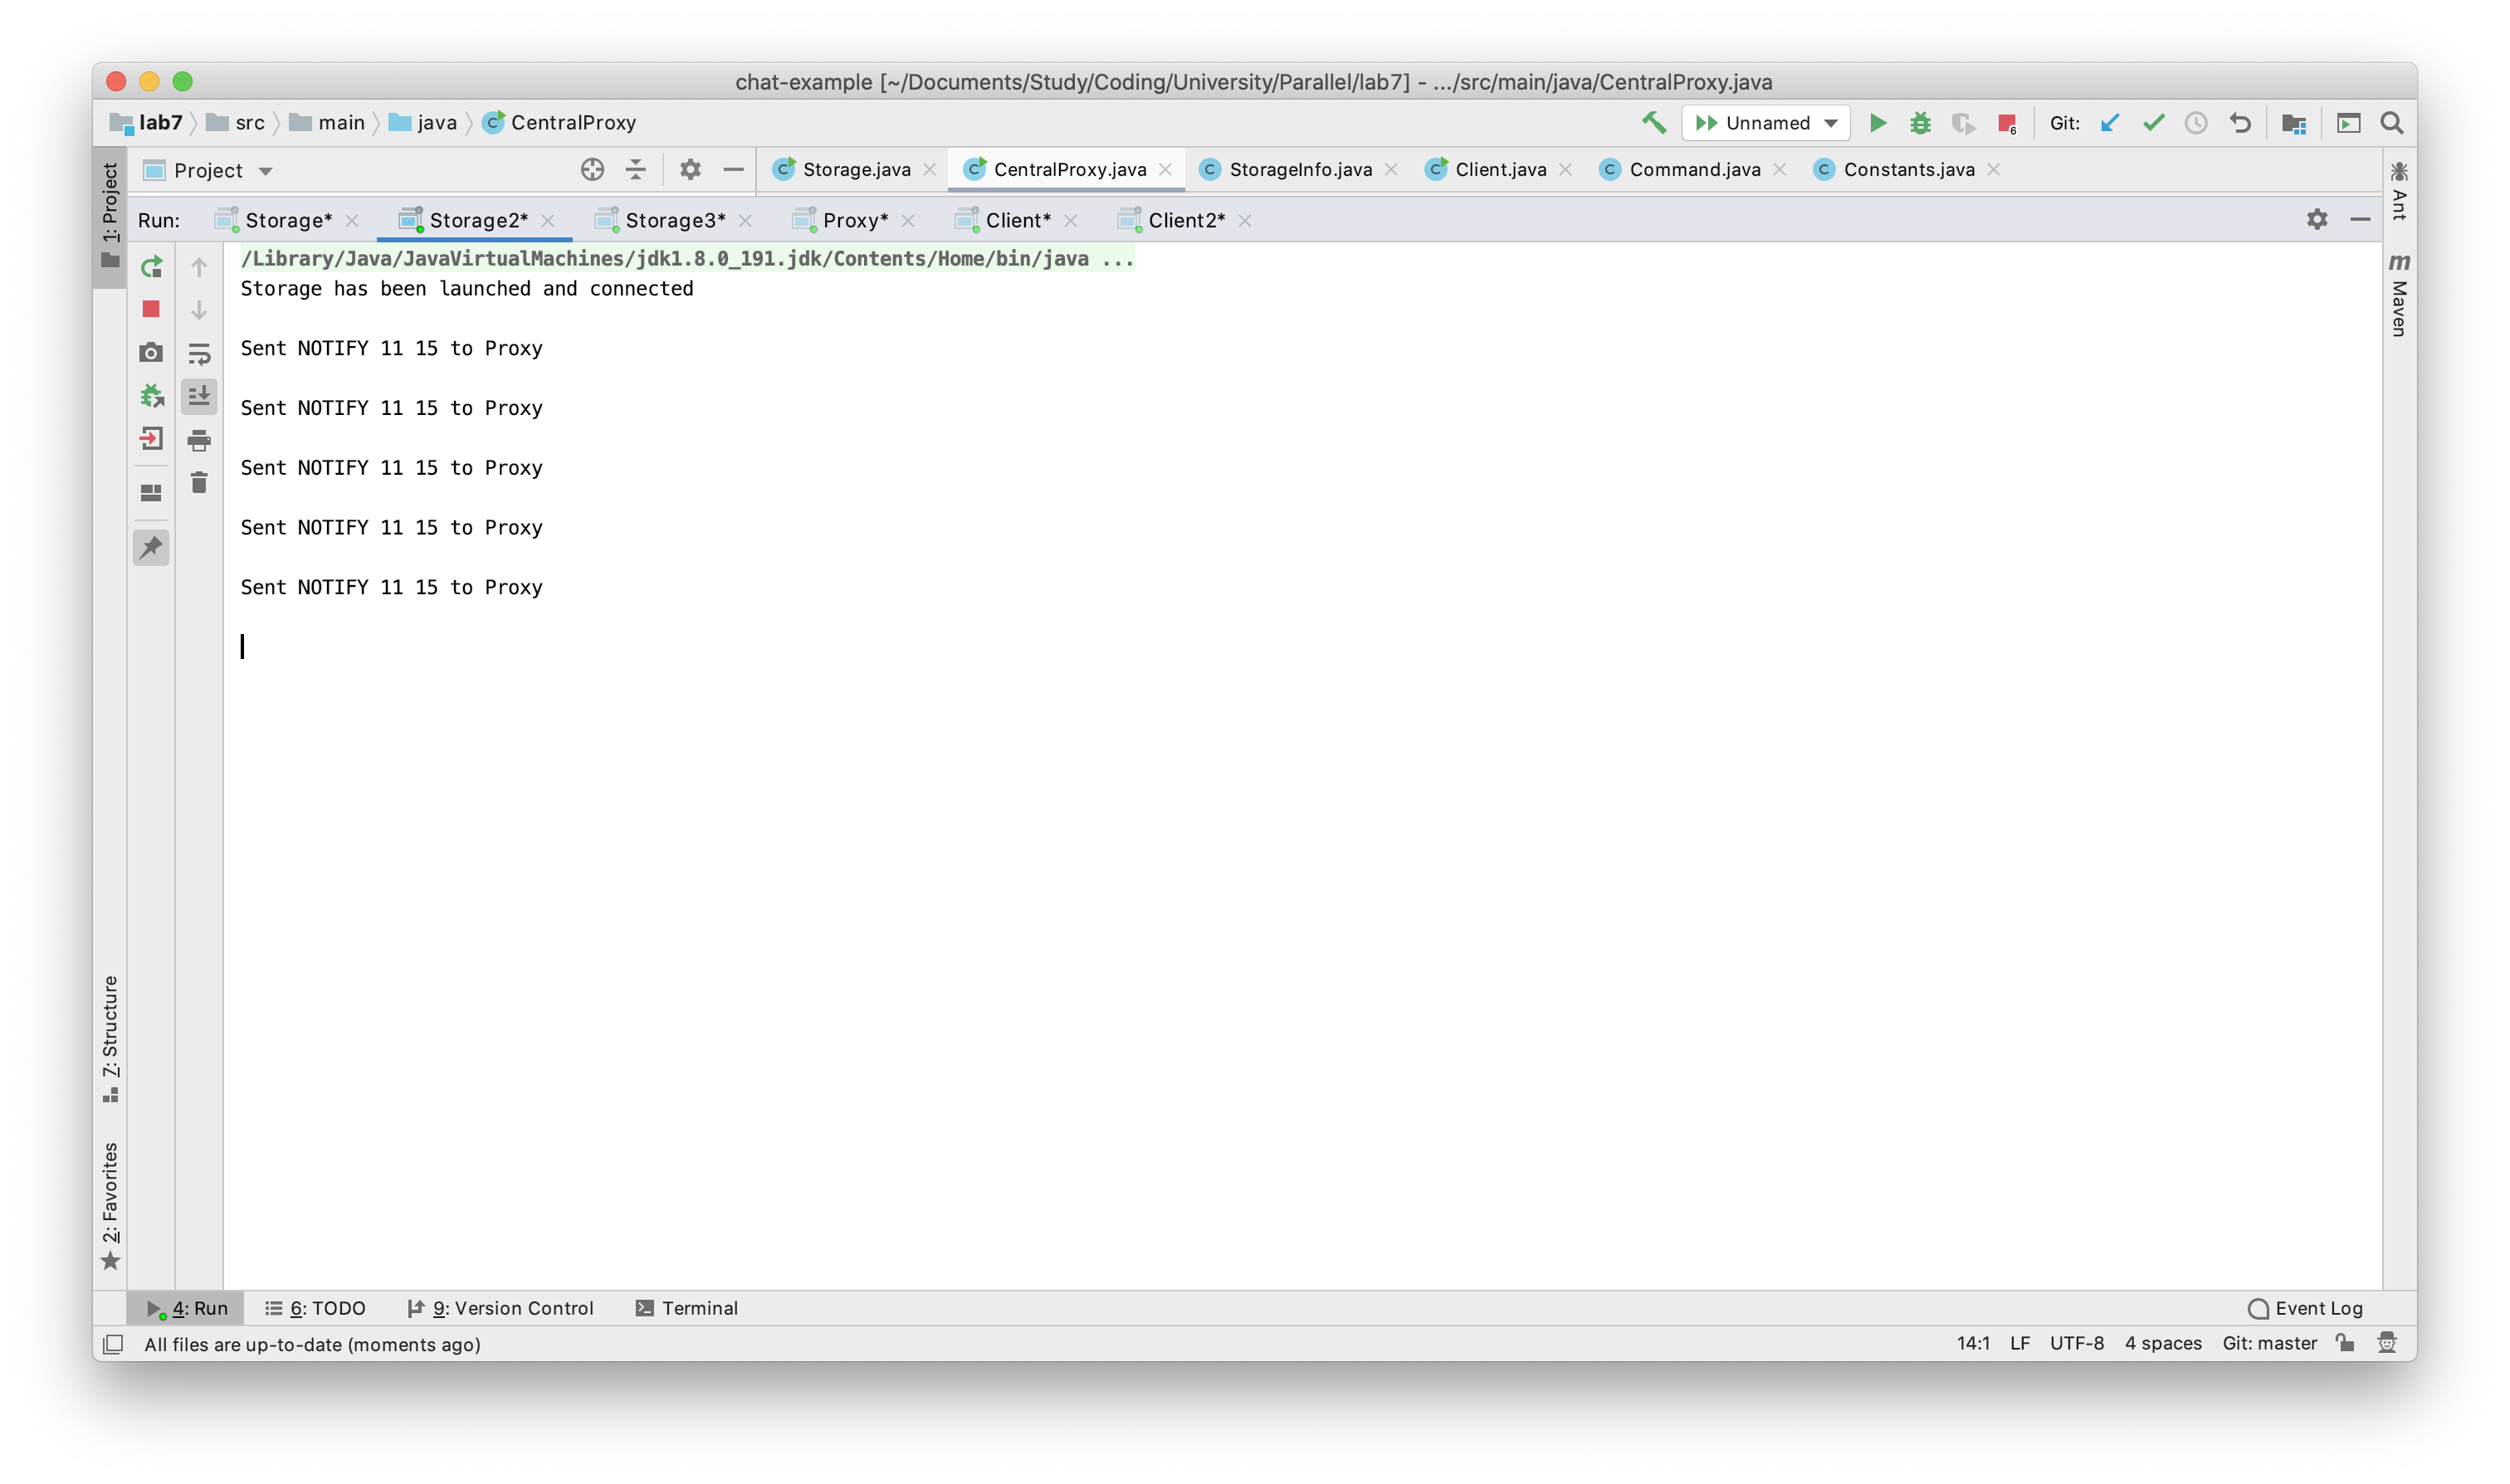 chat-example [~/Documents/Study/Coding/University/Parallel/lab7] - .../src/main/java/CentralProxy.java
lab7 src main java CentralProxy Unnamed 6 Git:
1: Project
Project Storage.java CentralProxy.java StorageInfo.java Client.java Command.java Constants.java
Ant
Run: Storage* Storage2* Storage3* Proxy* Client* Client2*
m Maven
/Library/Java/JavaVirtualMachines/jdk1.8.0_191.jdk/Contents/Home/bin/java ...
Storage has been launched and connected
Sent NOTIFY 11 15 to Proxy
Sent NOTIFY 11 15 to Proxy
Sent NOTIFY 11 15 to Proxy
Sent NOTIFY 11 15 to Proxy
Sent NOTIFY 11 15 to Proxy
7: Structure
2: Favorites
4: Run 6: TODO 9: Version Control Terminal Event Log
All files are up-to-date (moments ago) 14:1 LF UTF-8 4 spaces Git: master